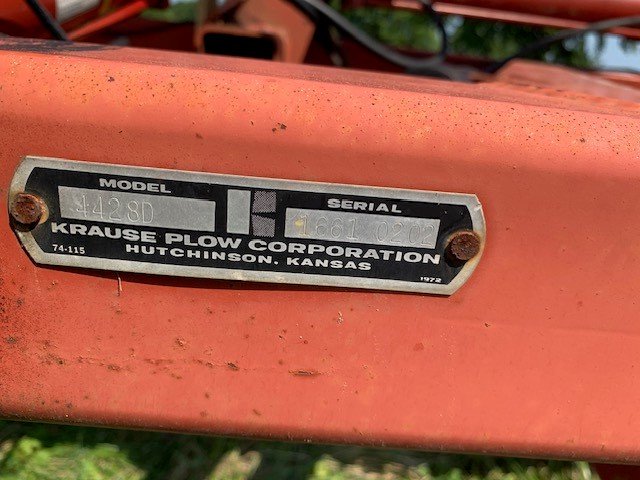 MODEL SERIAL
4428D 1661 0202
KRAUSE PLOW CORPORATION
74-115 HUTCHINSON, KANSAS 1972